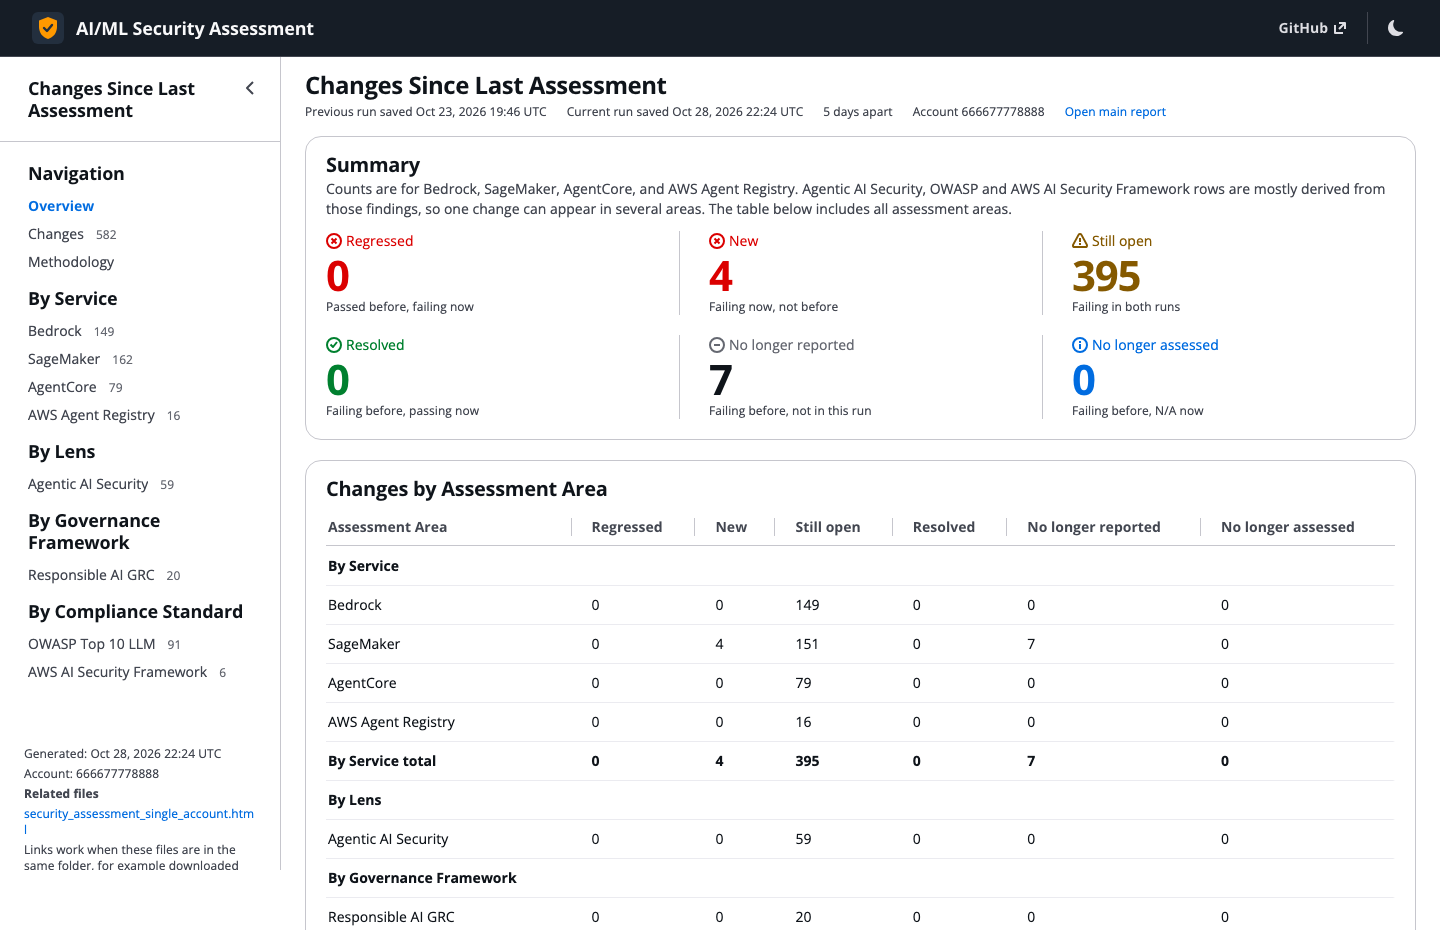 AI/ML Security Assessment
GitHub
Changes Since Last
Assessment
Navigation
Overview
Changes 582
Methodology
By Service
Bedrock 149
SageMaker 162
AgentCore 79
AWS Agent Registry 16
By Lens
Agentic AI Security 59
By Governance
Framework
Responsible AI GRC 20
By Compliance Standard
OWASP Top 10 LLM 91
AWS AI Security Framework 6
Generated: Oct 28, 2026 22:24 UTC
Account: 666677778888
Related files
security_assessment_single_account.htm
l
Links work when these files are in the
same folder, for example downloaded
Changes Since Last Assessment
Previous run saved Oct 23, 2026 19:46 UTC Current run saved Oct 28, 2026 22:24 UTC 5 days apart Account 666677778888 Open main report
Summary
Counts are for Bedrock, SageMaker, AgentCore, and AWS Agent Registry. Agentic AI Security, OWASP and AWS AI Security Framework rows are mostly derived from
those findings, so one change can appear in several areas. The table below includes all assessment areas.
Regressed
0
Passed before, failing now
New
4
Failing now, not before
Still open
395
Failing in both runs
Resolved
0
Failing before, passing now
No longer reported
7
Failing before, not in this run
No longer assessed
0
Failing before, N/A now
Changes by Assessment Area
Assessment Area Regressed New Still open Resolved No longer reported No longer assessed
By Service
Bedrock 0 0 149 0 0 0
SageMaker 0 4 151 0 7 0
AgentCore 0 0 79 0 0 0
AWS Agent Registry 0 0 16 0 0 0
By Service total 0 4 395 0 7 0
By Lens
Agentic AI Security 0 0 59 0 0 0
By Governance Framework
Responsible AI GRC 0 0 20 0 0 0